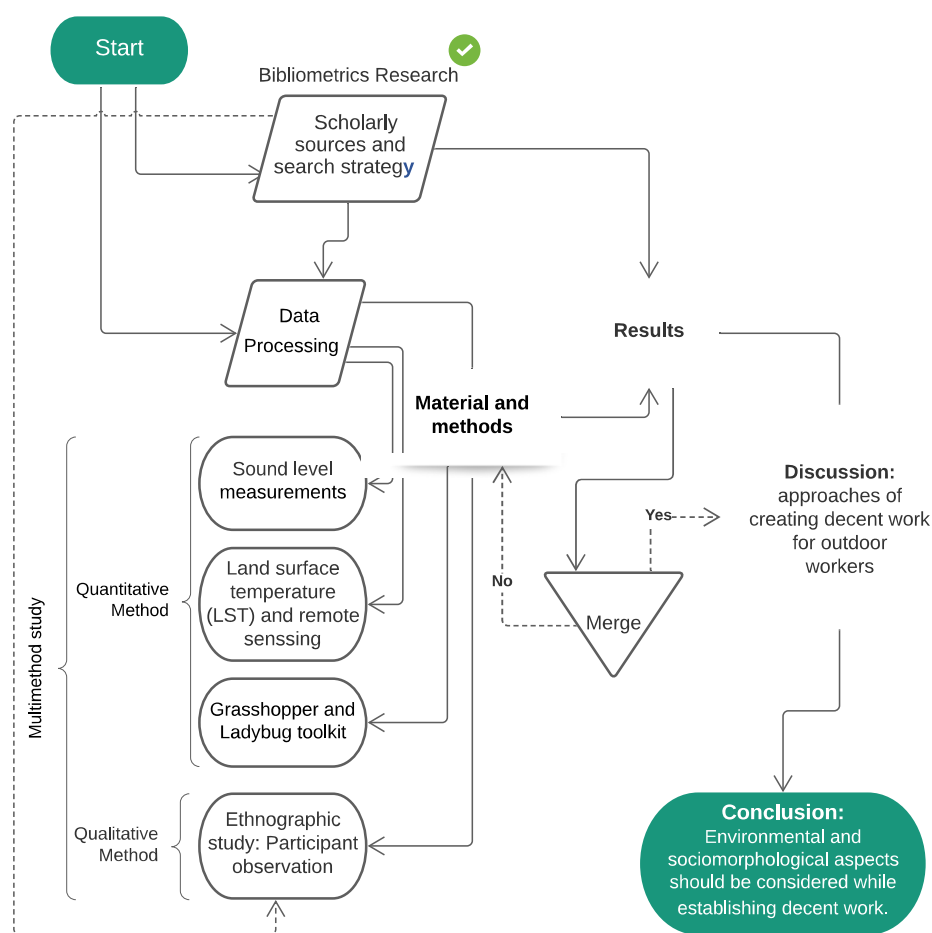 Start
Bibliometrics Research
Scholarly
sources and
search strategy
Data
Processing
Results
Material and
methods
Sound level
measurements
Discussion:
approaches of
creating decent work
for outdoor
workers
Yes
No
Land surface
temperature
(LST) and remote
senssing
Quantitative
Method
Multimethod study
Merge
Grasshopper and
Ladybug toolkit
Ethnographic
study: Participant
observation
Qualitative
Method
Conclusion:
Environmental and
sociomorphological aspects
should be considered while
establishing decent work.